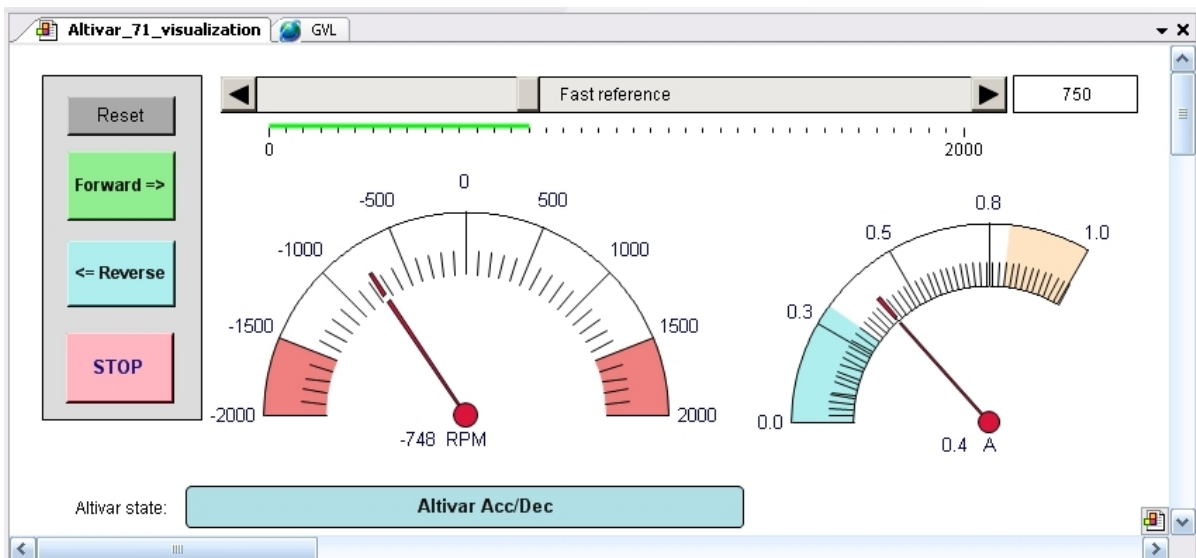 Altivar_71_visualization GVL
Fast reference 750
0 2000
Reset
Forward =>
<= Reverse
STOP
-2000 -1500 -1000 -500 0 500 1000 1500 2000
-748 RPM
0.0 0.3 0.5 0.8 1.0
0.4 A
Altivar state: Altivar Acc/Dec